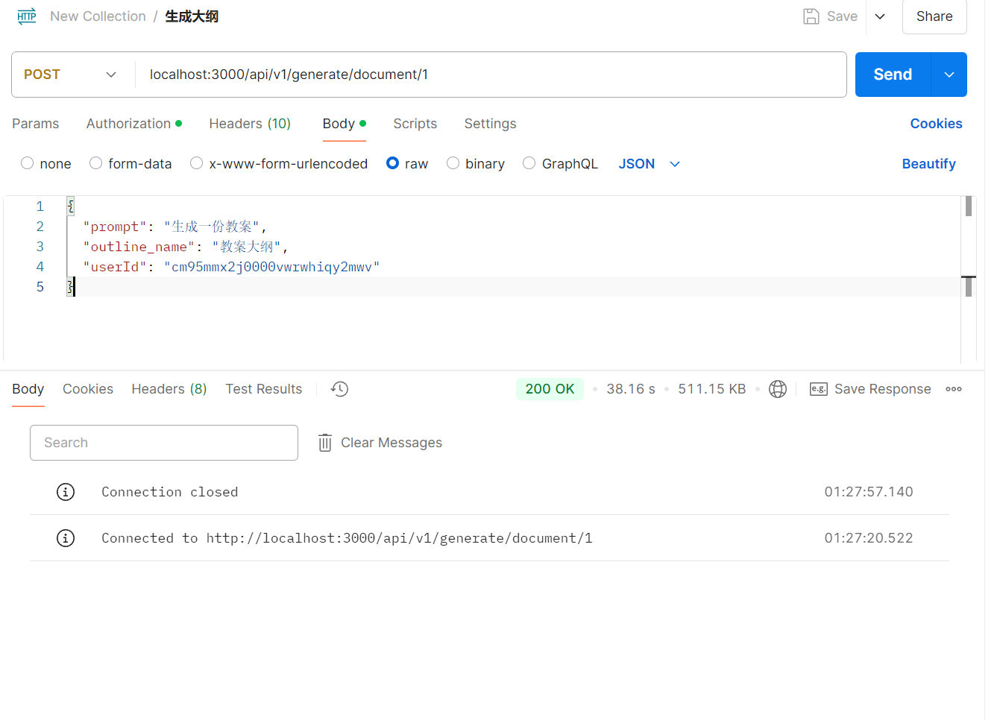 HTTP New Collection / 生成大纲 Save Share
POST localhost:3000/api/v1/generate/document/1 Send
Params Authorization Headers (10) Body Scripts Settings Cookies
none form-data x-www-form-urlencoded raw binary GraphQL JSON Beautify
1 {
2 "prompt": "生成一份教案",
3 "outline_name": "教案大纲",
4 "userId": "cm95mmx2j0000vwrwhiqy2mwv"
5 }
Body Cookies Headers (8) Test Results 200 OK 38.16 s 511.15 KB e.g. Save Response
Search Clear Messages
Connection closed 01:27:57.140
Connected to http://localhost:3000/api/v1/generate/document/1 01:27:20.522